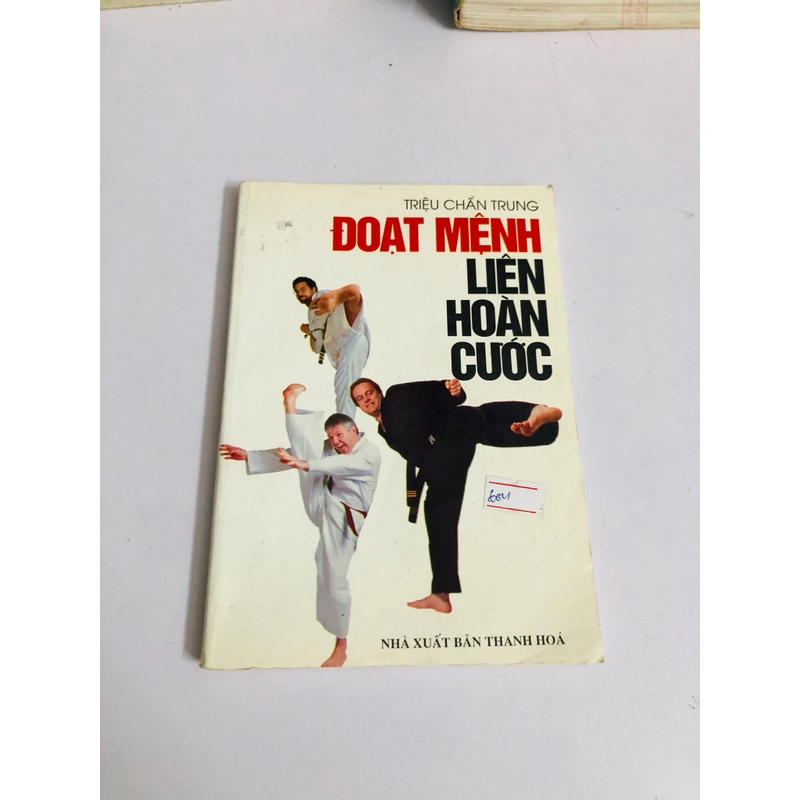 TRIỆU CHẤN TRUNG
ĐOẠT MỆNH
LIÊN
HOÀN
CƯỚC
NHÀ XUẤT BẢN THANH HOÁ